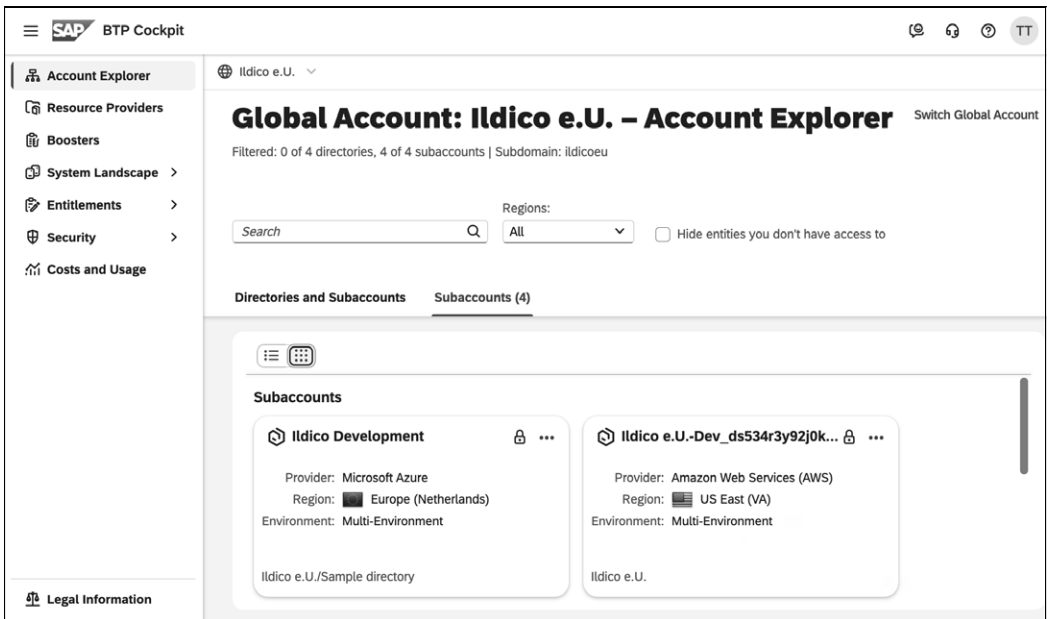 SAP BTP Cockpit
TT
Account Explorer
Resource Providers
Boosters
System Landscape
Entitlements
Security
Costs and Usage
Legal Information
Ildico e.U.
Global Account: Ildico e.U. – Account Explorer
Switch Global Account
Filtered: 0 of 4 directories, 4 of 4 subaccounts | Subdomain: ildicoeu
Regions:
Search
All
Hide entities you don't have access to
Directories and Subaccounts
Subaccounts (4)
Subaccounts
Ildico Development
Provider: Microsoft Azure
Region: Europe (Netherlands)
Environment: Multi-Environment
Ildico e.U./Sample directory
Ildico e.U.-Dev_ds534r3y92j0k...
Provider: Amazon Web Services (AWS)
Region: US East (VA)
Environment: Multi-Environment
Ildico e.U.